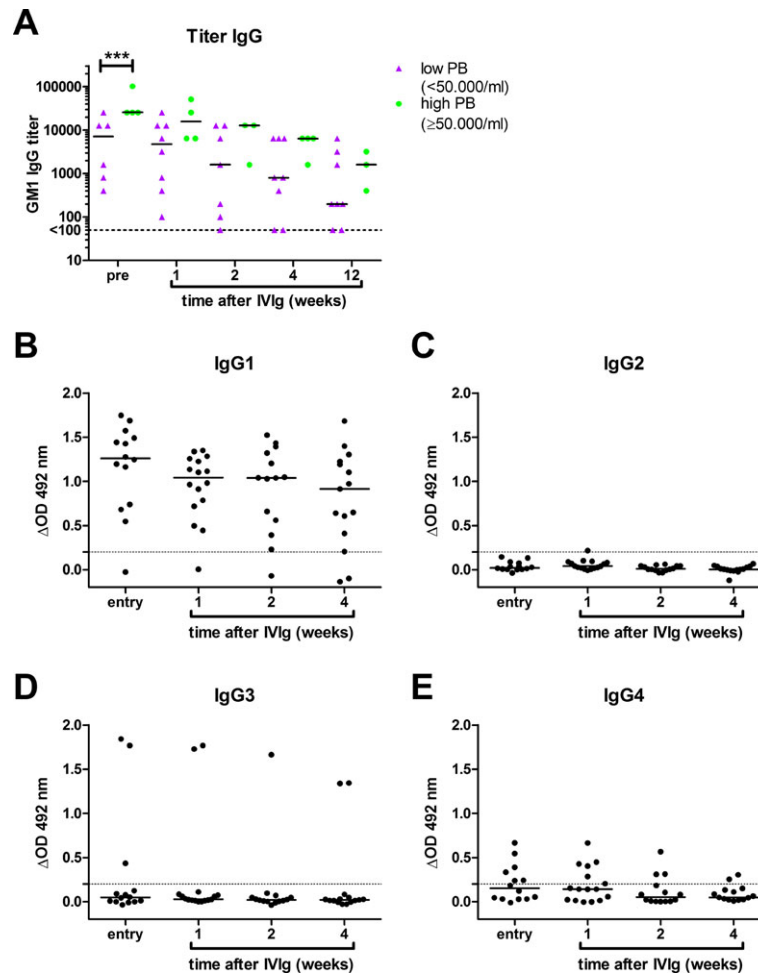 A
Titer IgG
***
GM1 IgG titer
100000
10000
1000
100
<100
10
pre
1
2
4
12
time after IVIg (weeks)
low PB
(<50.000/ml)
high PB
(≥50.000/ml)
B
IgG1
ΔOD 492 nm
2.0
1.5
1.0
0.5
0.0
entry
1
2
4
time after IVIg (weeks)
C
IgG2
ΔOD 492 nm
2.0
1.5
1.0
0.5
0.0
entry
1
2
4
time after IVIg (weeks)
D
IgG3
ΔOD 492 nm
2.0
1.5
1.0
0.5
0.0
entry
1
2
4
time after IVIg (weeks)
E
IgG4
ΔOD 492 nm
2.0
1.5
1.0
0.5
0.0
entry
1
2
4
time after IVIg (weeks)